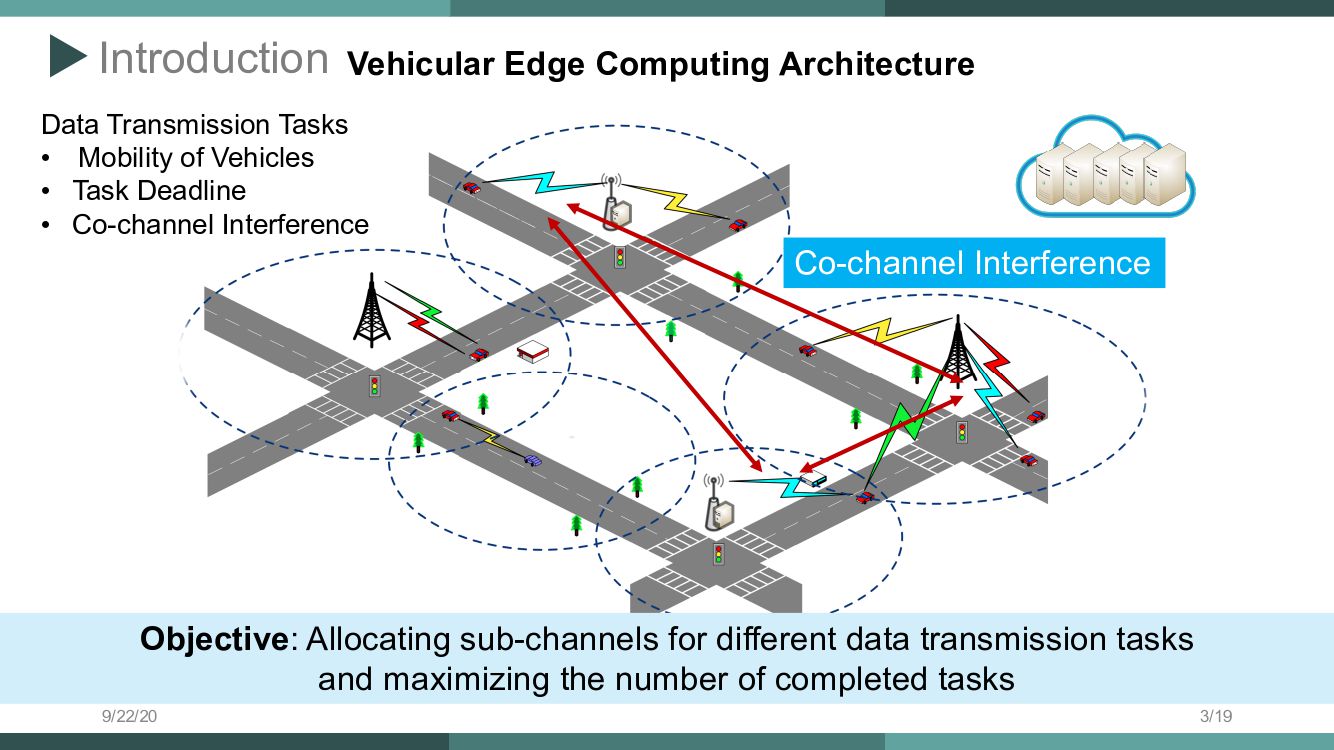 Introduction Vehicular Edge Computing Architecture
Data Transmission Tasks
• Mobility of Vehicles
• Task Deadline
• Co-channel Interference
Co-channel Interference
Objective: Allocating sub-channels for different data transmission tasks
and maximizing the number of completed tasks
9/22/20
3/19